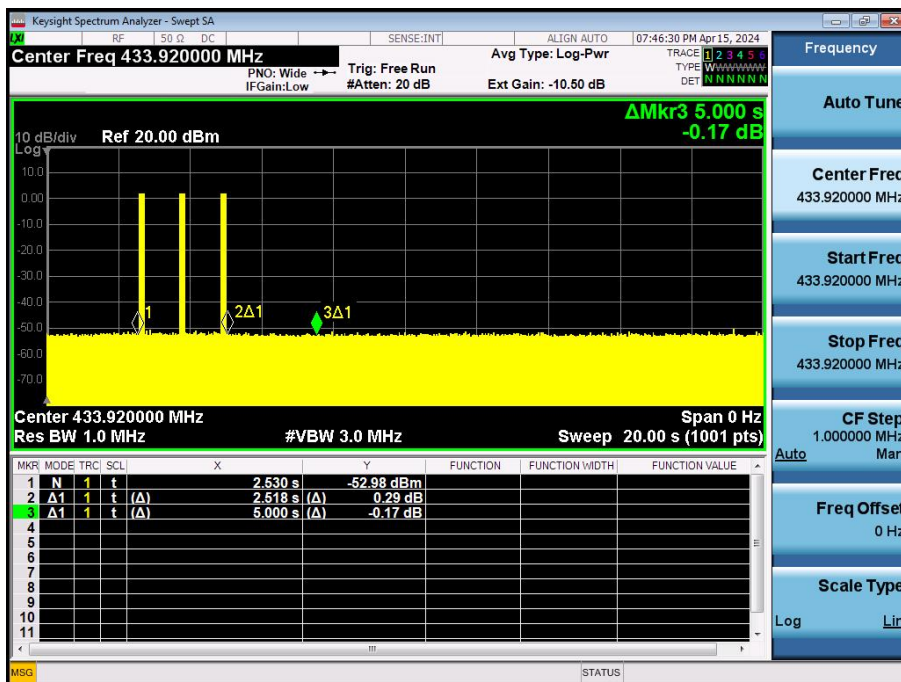 Keysight Spectrum Analyzer - Swept SA
LXI RF 50 Ω DC SENSE:INT ALIGN AUTO 07:46:30 PM Apr 15, 2024
Center Freq 433.920000 MHz
PNO: Wide
IFGain:Low
Trig: Free Run
#Atten: 20 dB
Avg Type: Log-Pwr
Ext Gain: -10.50 dB
TRACE 1 2 3 4 5 6
TYPE WWWWWW
DET N N N N N N
ΔMkr3 5.000 s
-0.17 dB
10 dB/div Ref 20.00 dBm
Log
10.0
0.00
-10.0
-20.0
-30.0
-40.0
-50.0
-60.0
-70.0
1
2Δ1
3Δ1
Center 433.920000 MHz Span 0 Hz
Res BW 1.0 MHz #VBW 3.0 MHz Sweep 20.00 s (1001 pts)
MKR MODE TRC SCL X Y FUNCTION FUNCTION WIDTH FUNCTION VALUE
1 N 1 t 2.530 s -52.98 dBm
2 Δ1 1 t (Δ) 2.518 s (Δ) 0.29 dB
3 Δ1 1 t (Δ) 5.000 s (Δ) -0.17 dB
4
5
6
7
8
9
10
11
MSG STATUS
Frequency
Auto Tune
Center Freq
433.920000 MHz
Start Freq
433.920000 MHz
Stop Freq
433.920000 MHz
CF Step
1.000000 MHz
Auto Man
Freq Offset
0 Hz
Scale Type
Log Lin